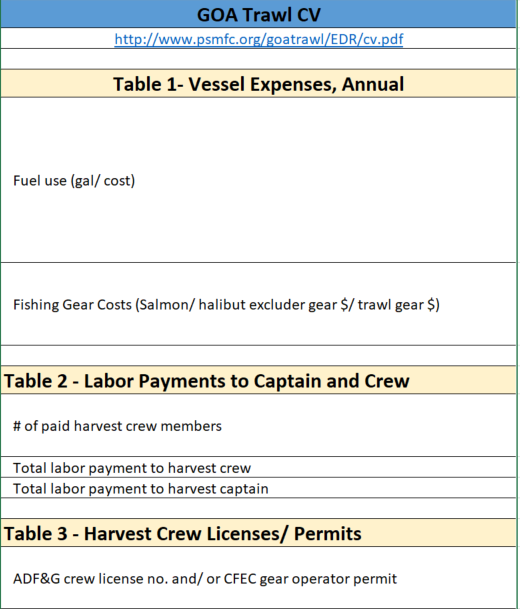 GOA Trawl CV
http://www.psmfc.org/goatrawl/EDR/cv.pdf
Table 1- Vessel Expenses, Annual
Fuel use (gal/ cost)
Fishing Gear Costs (Salmon/ halibut excluder gear $/ trawl gear $)
Table 2 - Labor Payments to Captain and Crew
# of paid harvest crew members
Total labor payment to harvest crew
Total labor payment to harvest captain
Table 3 - Harvest Crew Licenses/ Permits
ADF&G crew license no. and/ or CFEC gear operator permit